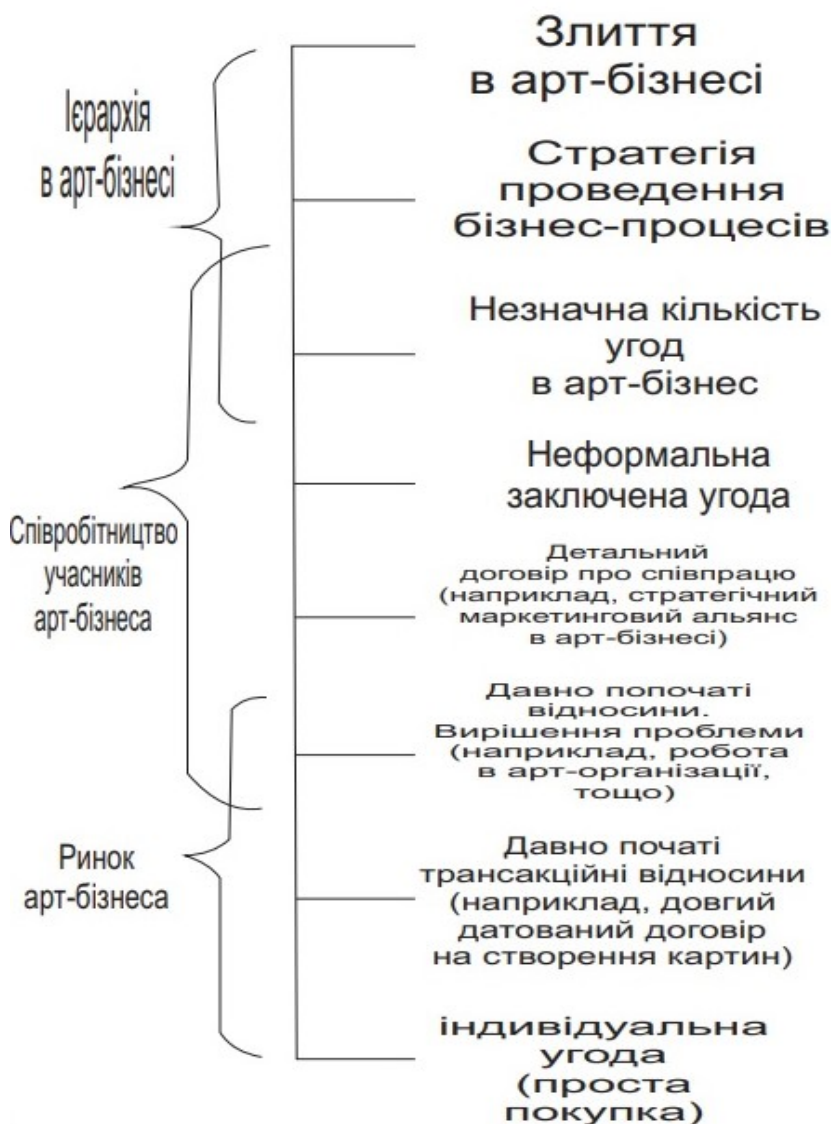 Злиття
в арт-бізнесі
Ієрархія
в арт-бізнесі
Стратегія
проведення
бізнес-процесів
Незначна кількість
угод
в арт-бізнес
Неформальна
заключена угода
Співробітництво
учасників
арт-бізнеса
Детальний
договір про співпрацю
(наприклад, стратегічний
маркетинговий альянс
в арт-бізнесі)
Давно попочаті
відносини.
Вирішення проблеми
(наприклад, робота
в арт-організації,
тощо)
Ринок
арт-бізнеса
Давно початі
трансакційні відносини
(наприклад, довгий
датований договір
на створення картин)
індивідуальна
угода
(проста
покупка)